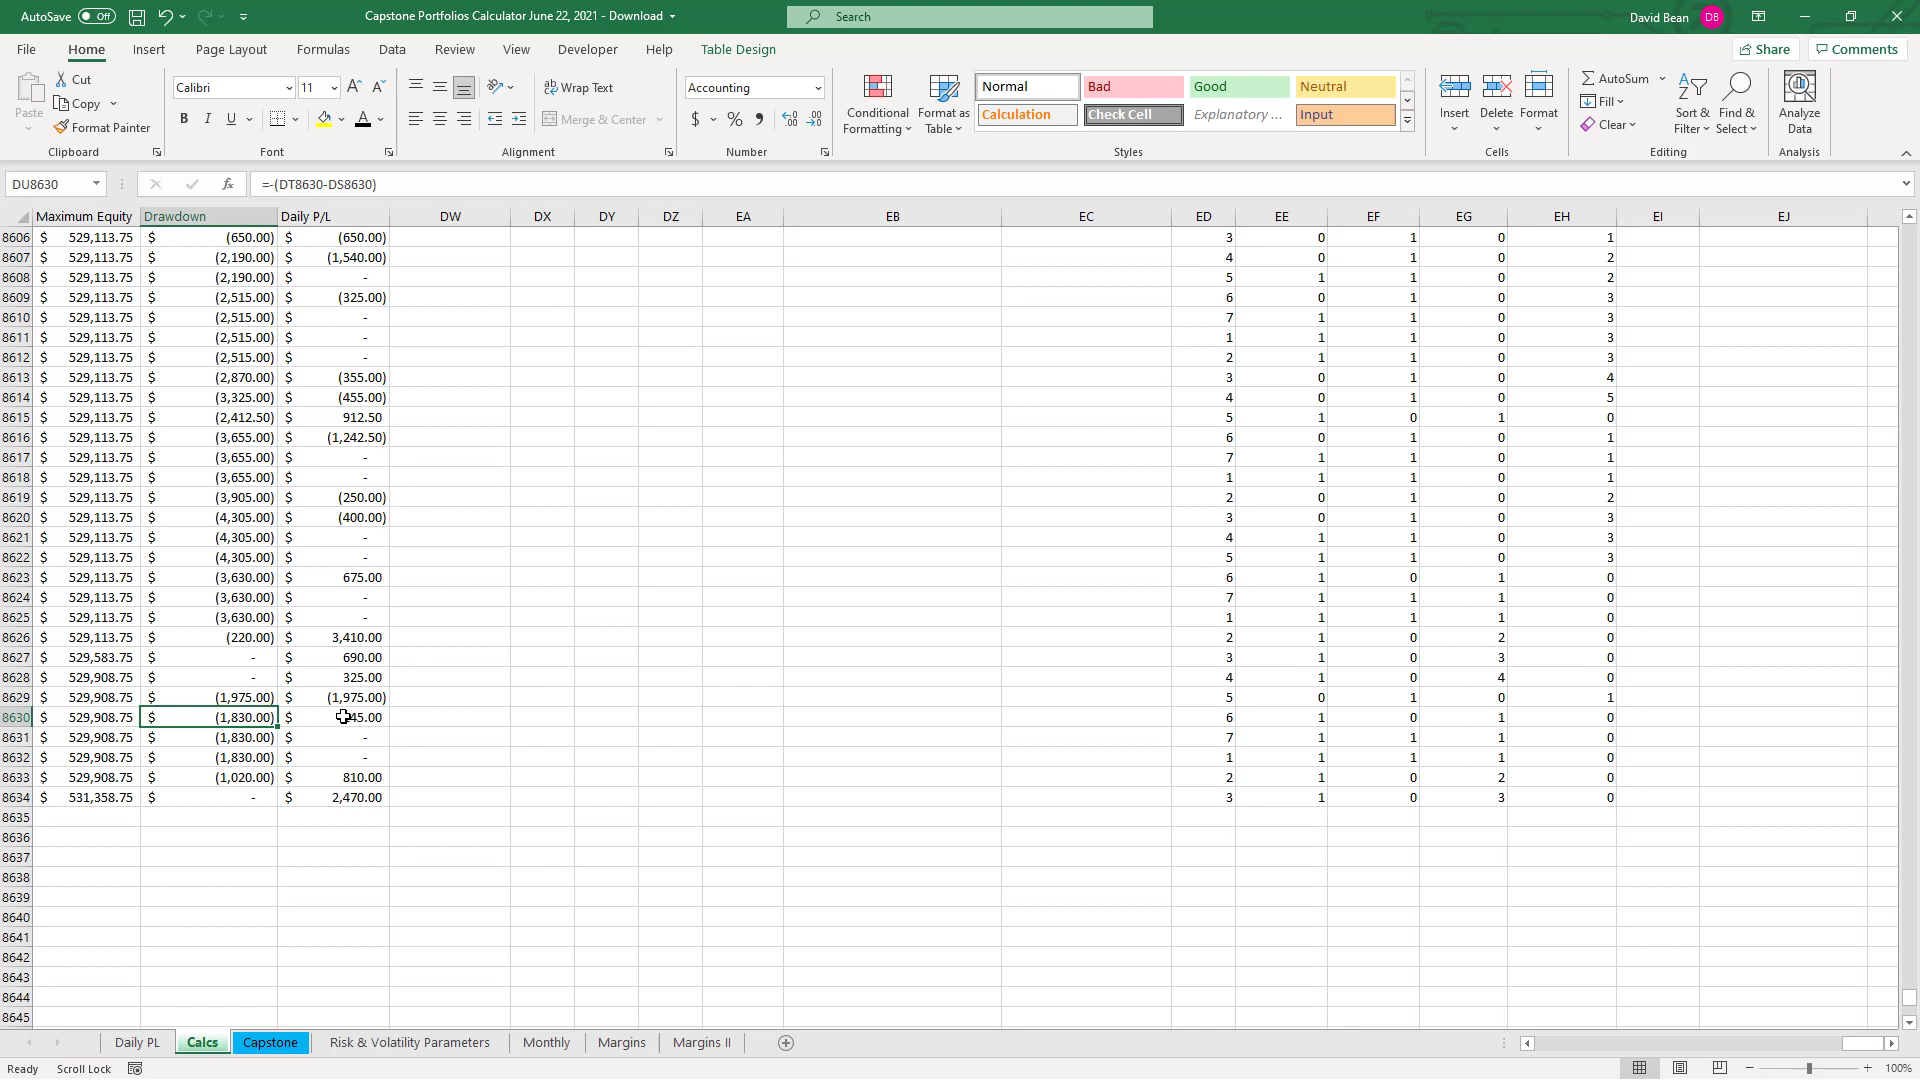 AutoSave Off Capstone Portfolios Calculator June 22, 2021 - Download Search David Bean DB
File Home Insert Page Layout Formulas Data Review View Developer Help Table Design Share Comments
Paste Cut Copy Format Painter Clipboard
Calibri 11 A A B I U A Font
Wrap Text Merge & Center Alignment
Accounting $ % Number
Conditional Formatting Format as Table
Normal Bad Good Neutral
Calculation Check Cell Explanatory ... Input
Styles
Insert Delete Format Cells
AutoSum Fill Clear Sort & Filter Find & Select Editing
Analyze Data Analysis
DU8630 fx =-(DT8630-DS8630)
Maximum Equity Drawdown Daily P/L DW DX DY DZ EA EB EC ED EE EF EG EH EI EJ
8606 $ 529,113.75 $ (650.00) $ (650.00) 3 0 1 0 1
8607 $ 529,113.75 $ (2,190.00) $ (1,540.00) 4 0 1 0 2
8608 $ 529,113.75 $ (2,190.00) $ - 5 1 1 0 2
8609 $ 529,113.75 $ (2,515.00) $ (325.00) 6 0 1 0 3
8610 $ 529,113.75 $ (2,515.00) $ - 7 1 1 0 3
8611 $ 529,113.75 $ (2,515.00) $ - 1 1 1 0 3
8612 $ 529,113.75 $ (2,515.00) $ - 2 1 1 0 3
8613 $ 529,113.75 $ (2,870.00) $ (355.00) 3 0 1 0 4
8614 $ 529,113.75 $ (3,325.00) $ (455.00) 4 0 1 0 5
8615 $ 529,113.75 $ (2,412.50) $ 912.50 5 1 0 1 0
8616 $ 529,113.75 $ (3,655.00) $ (1,242.50) 6 0 1 0 1
8617 $ 529,113.75 $ (3,655.00) $ - 7 1 1 0 1
8618 $ 529,113.75 $ (3,655.00) $ - 1 1 1 0 1
8619 $ 529,113.75 $ (3,905.00) $ (250.00) 2 0 1 0 2
8620 $ 529,113.75 $ (4,305.00) $ (400.00) 3 0 1 0 3
8621 $ 529,113.75 $ (4,305.00) $ - 4 1 1 0 3
8622 $ 529,113.75 $ (4,305.00) $ - 5 1 1 0 3
8623 $ 529,113.75 $ (3,630.00) $ 675.00 6 1 0 1 0
8624 $ 529,113.75 $ (3,630.00) $ - 7 1 1 1 0
8625 $ 529,113.75 $ (3,630.00) $ - 1 1 1 1 0
8626 $ 529,113.75 $ (220.00) $ 3,410.00 2 1 0 2 0
8627 $ 529,583.75 $ - $ 690.00 3 1 0 3 0
8628 $ 529,908.75 $ - $ 325.00 4 1 0 4 0
8629 $ 529,908.75 $ (1,975.00) $ (1,975.00) 5 0 1 0 1
8630 $ 529,908.75 $ (1,830.00) $ 45.00 6 1 0 1 0
8631 $ 529,908.75 $ (1,830.00) $ - 7 1 1 1 0
8632 $ 529,908.75 $ (1,830.00) $ - 1 1 1 1 0
8633 $ 529,908.75 $ (1,020.00) $ 810.00 2 1 0 2 0
8634 $ 531,358.75 $ - $ 2,470.00 3 1 0 3 0
8635
8636
8637
8638
8639
8640
8641
8642
8643
8644
8645
Daily PL Calcs Capstone Risk & Volatility Parameters Monthly Margins Margins II
Ready Scroll Lock 100%